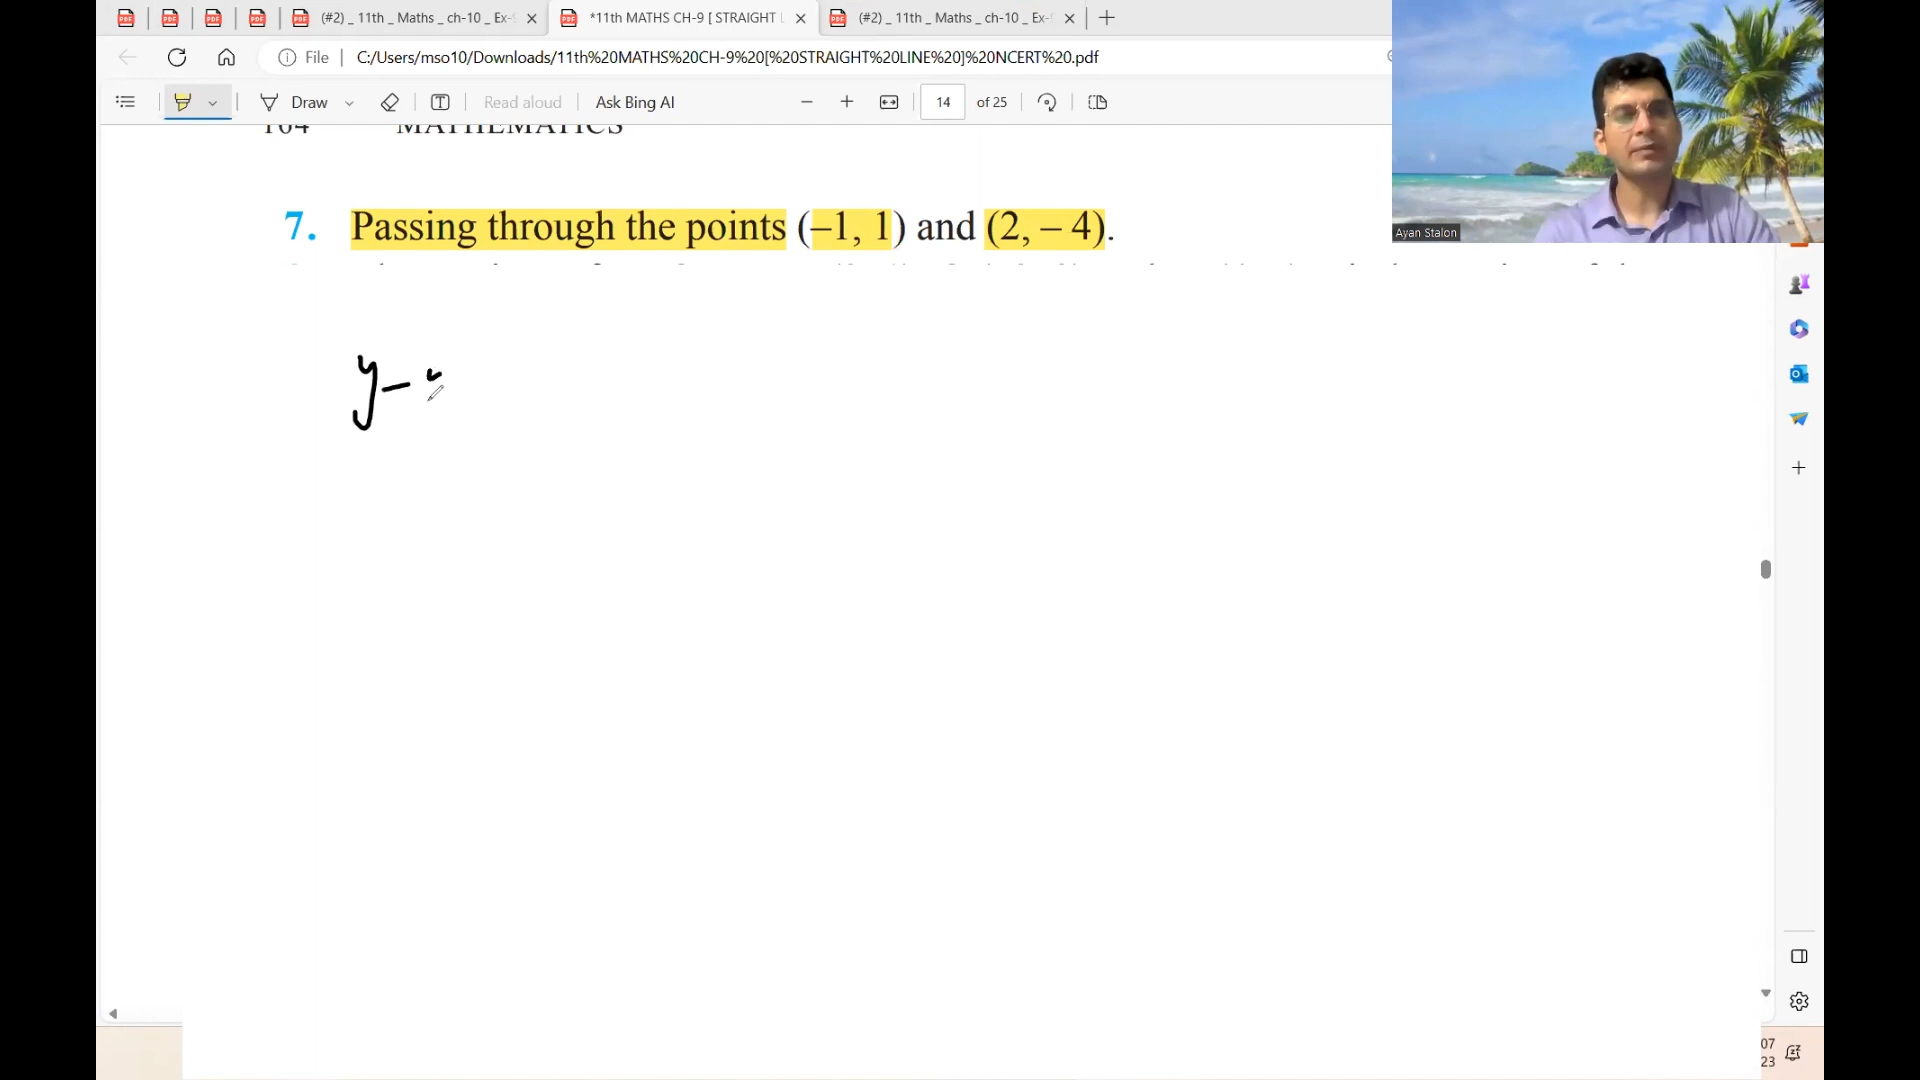 (#2) _ 11th _ Maths _ ch-10 _ Ex-
*11th MATHS CH-9 [ STRAIGHT
(#2) _ 11th _ Maths _ ch-10 _ Ex-
File
C:/Users/mso10/Downloads/11th%20MATHS%20CH-9%20[%20STRAIGHT%20LINE%20]%20NCERT%20.pdf
Draw
Read aloud
Ask Bing AI
14
of 25
164 MATHEMATICS
7. Passing through the points (–1, 1) and (2, – 4).
Ayan Stalon
y-
07
23